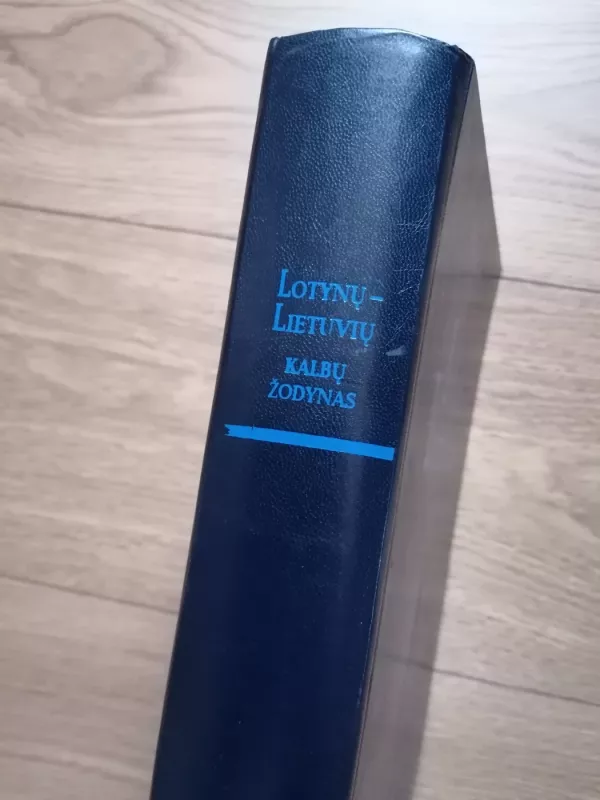 LOTYNŲ –
LIETUVIŲ
KALBŲ
ŽODYNAS